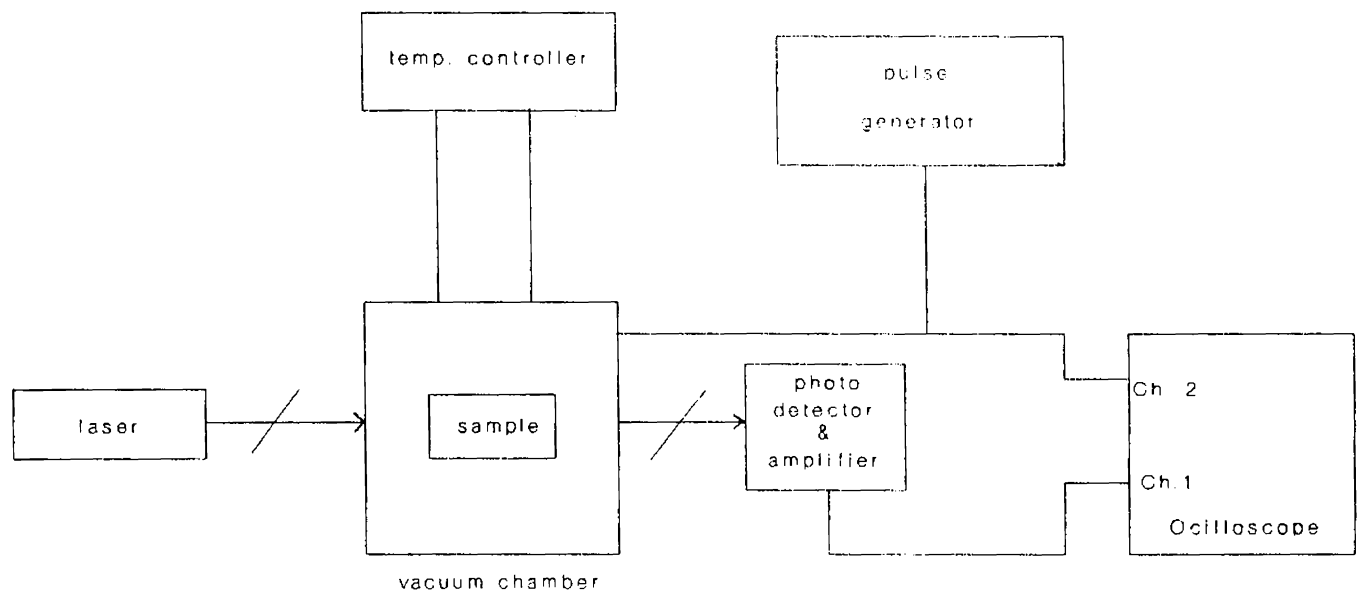 temp. controller
pulse
generator
laser
sample
photo
detector
&
amplifier
Ch. 2
Ch. 1
Ocilloscope
vacuum chamber